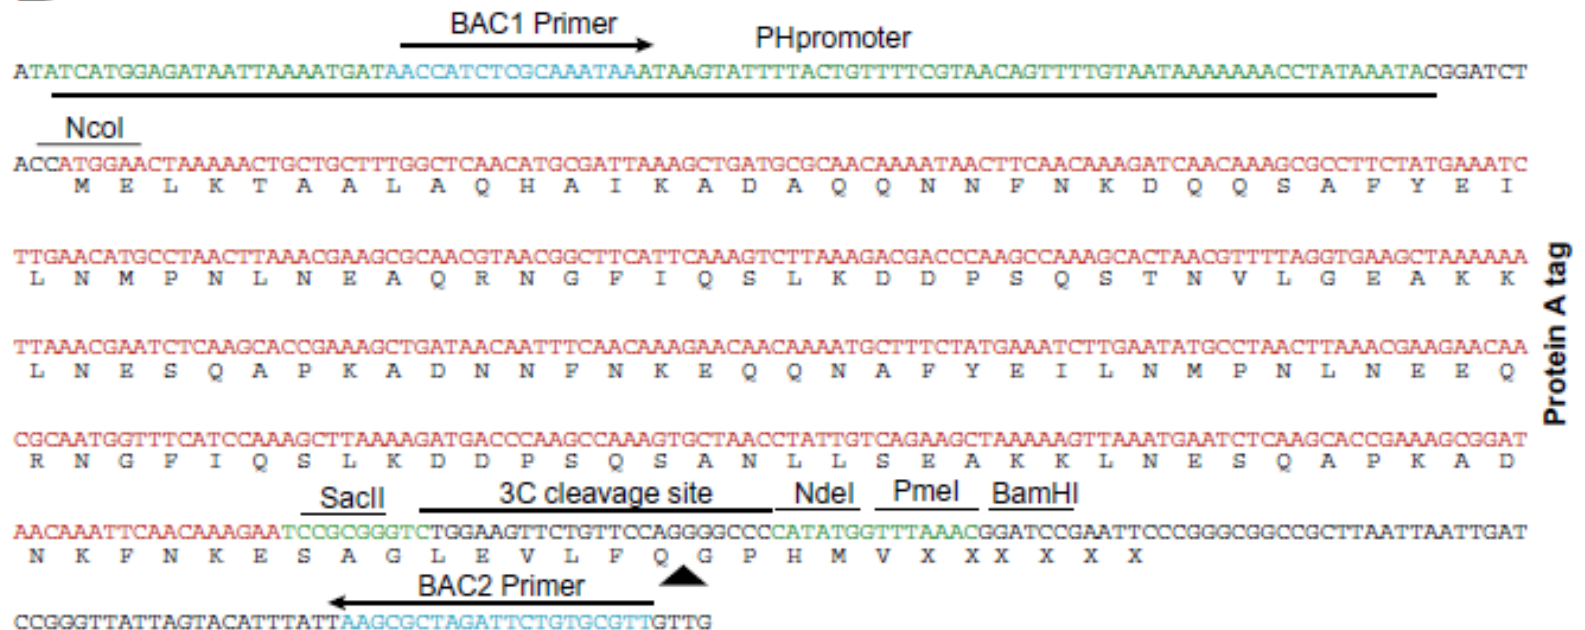 BAC1 Primer
PHpromoter
ATATCATGGAGATAATTAAAATGATAACCATCTCGCAAATAAATAAGTATTTTACTGTTTTCGTAACAGTTTTGTAATAAAAAAACCTATAAATACGGATCT
NcoI
ACCATGGAACTAAAAACTGCTGCTTTGGCTCAACATGCGATTAAAGCTGATGCGCAACAAAATAACTTCAACAAAGATCAACAAAGCGCCTTCTATGAAATC
M E L K T A A L A Q H A I K A D A Q Q N N F N K D Q Q S A F Y E I
TTGAACATGCCTAACTTAAACGAAGCGCAACGTAACGGCTTCATTCAAAGTCTTAAAGACGACCCAAGCCAAAGCACTAACGTTTTAGGTGAAGCTAAAAAA
L N M P N L N E A Q R N G F I Q S L K D D P S Q S T N V L G E A K K
TTAAACGAATCTCAAGCACCGAAAGCTGATAACAATTTCAACAAAGAACAACAAAATGCTTTCTATGAAATCTTGAATATGCCTAACTTAAACGAAGAACAA
L N E S Q A P K A D N N F N K E Q Q N A F Y E I L N M P N L N E E Q
CGCAATGGTTTCATCCAAAGCTTAAAAGATGACCCAAGCCAAAGTGCTAACCTATTGTCAGAAGCTAAAAAGTTAAATGAATCTCAAGCACCGAAAGCGGAT
R N G F I Q S L K D D P S Q S A N L L S E A K K L N E S Q A P K A D
Protein A tag
SacII
3C cleavage site
NdeI
PmeI
BamHI
AACAAATTCAACAAAGAATCCGCGGGTCTGGAAGTTCTGTTCCAGGGGCCCCATATGGTTTAAACGGATCCGAATTCCCGGGCGGCCGCTTAATTAATTGAT
N K F N K E S A G L E V L F Q G P H M V X X X X X X
BAC2 Primer
CCGGGTTATTAGTACATTTATTAAGCGCTAGATTCTGTGCGTTGTTG